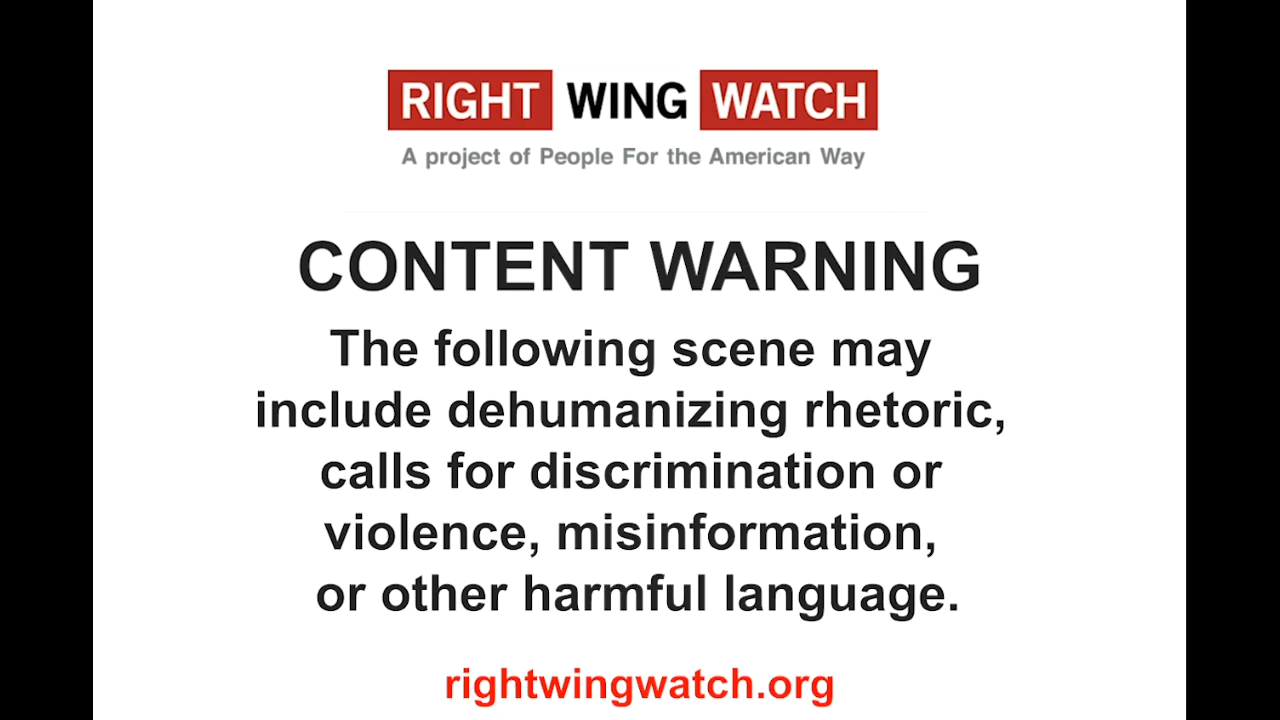 RIGHT WING WATCH
A project of People For the American Way
CONTENT WARNING
The following scene may
include dehumanizing rhetoric,
calls for discrimination or
violence, misinformation,
or other harmful language.
rightwingwatch.org